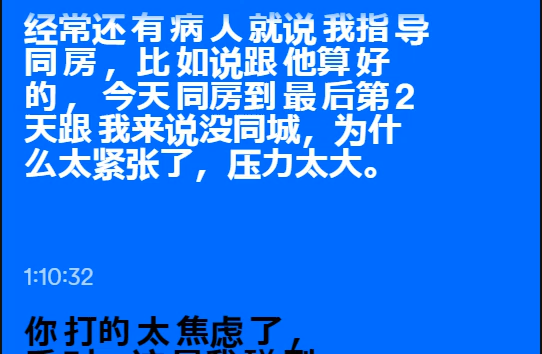 经常还有病人就说我指导
同房，比如说跟他算好
的，今天同房到最后第2
天跟我来说没同城，为什
么太紧张了，压力太大。
1:10:32
你打的太焦虑了，